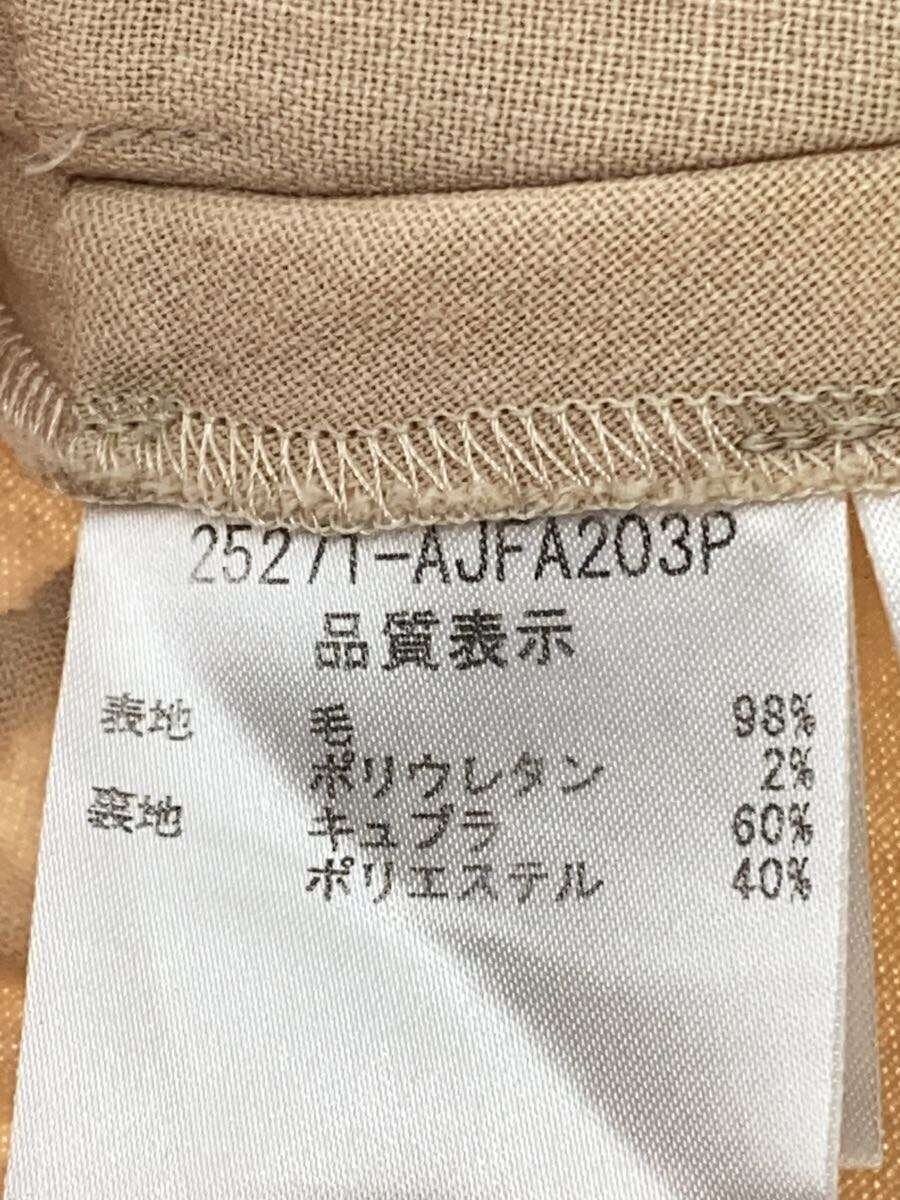 25271-AJFA203P
品質表示
表地 毛 98%
ポリウレタン 2%
裏地 キュプラ 60%
ポリエステル 40%